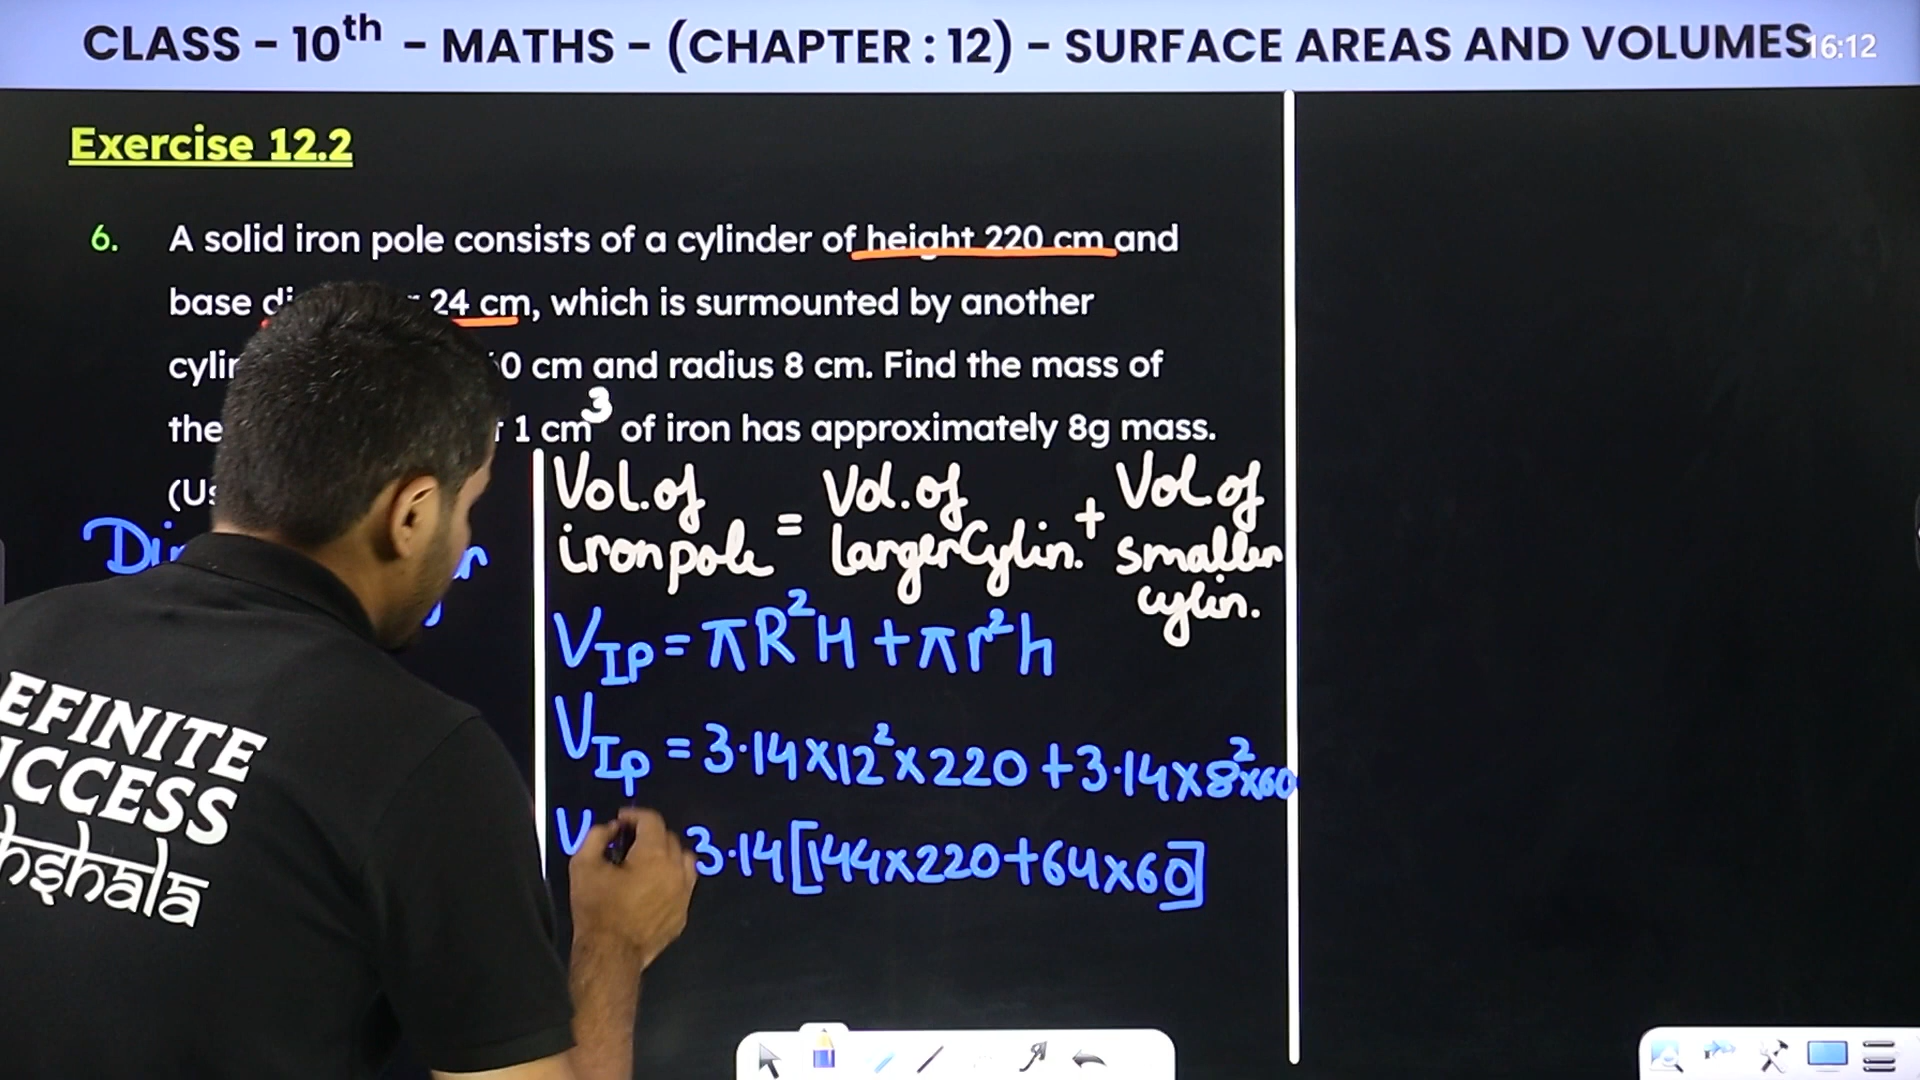 CLASS - 10th - MATHS - (CHAPTER : 12) - SURFACE AREAS AND VOLUMES
16:12
Exercise 12.2
6. A solid iron pole consists of a cylinder of height 220 cm and
base 24 cm, which is surmounted by another
0 cm and radius 8 cm. Find the mass of
the 1 cm³ of iron has approximately 8g mass.
Vol. of iron pole = Vol. of larger Cylin. + Vol of smaller cylin.
V_IP = πR²H + πr²h
V_IP = 3.14×12²×220 + 3.14×8²×60
V 3.14[144×220+64×60]
EFINITE
UCCESS
hshala